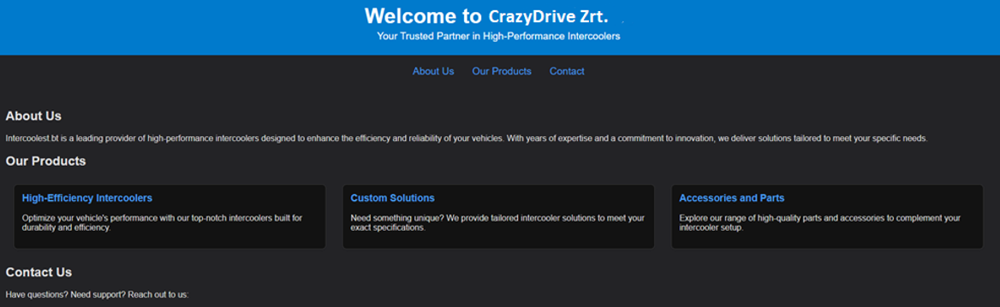 Welcome to CrazyDrive Zrt.
Your Trusted Partner in High-Performance Intercoolers
About Us Our Products Contact
About Us
Intercoolest.bt is a leading provider of high-performance intercoolers designed to enhance the efficiency and reliability of your vehicles. With years of expertise and a commitment to innovation, we deliver solutions tailored to meet your specific needs.
Our Products
High-Efficiency Intercoolers
Optimize your vehicle's performance with our top-notch intercoolers built for
durability and efficiency.
Custom Solutions
Need something unique? We provide tailored intercooler solutions to meet your
exact specifications.
Accessories and Parts
Explore our range of high-quality parts and accessories to complement your
intercooler setup.
Contact Us
Have questions? Need support? Reach out to us: